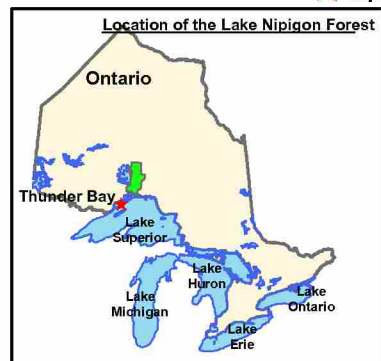 Location of the Lake Nipigon Forest
Ontario
Thunder Bay
Lake
Superior
Lake
Huron
Lake
Michigan
Lake
Ontario
Lake
Erie